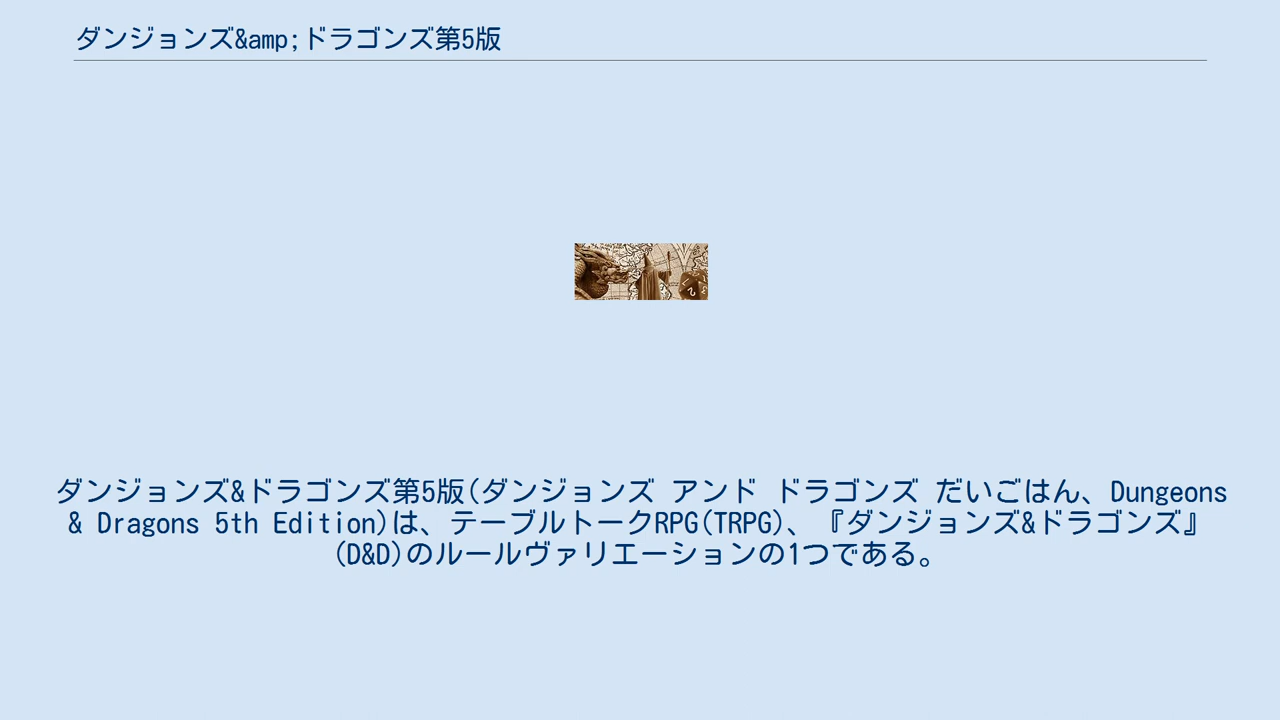 ダンジョンズ&amp;ドラゴンズ第5版
ダンジョンズ&ドラゴンズ第5版(ダンジョンズ アンド ドラゴンズ だいごはん、Dungeons
& Dragons 5th Edition)は、テーブルトークRPG(TRPG)、『ダンジョンズ&ドラゴンズ』
(D&D)のルールヴァリエーションの1つである。